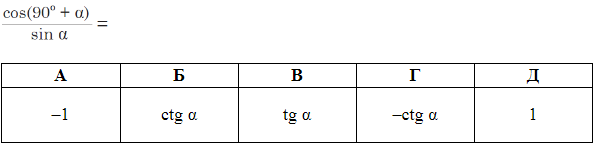 cos(90° + α)
sin α
=
А Б В Г Д
–1 ctg α tg α –ctg α 1